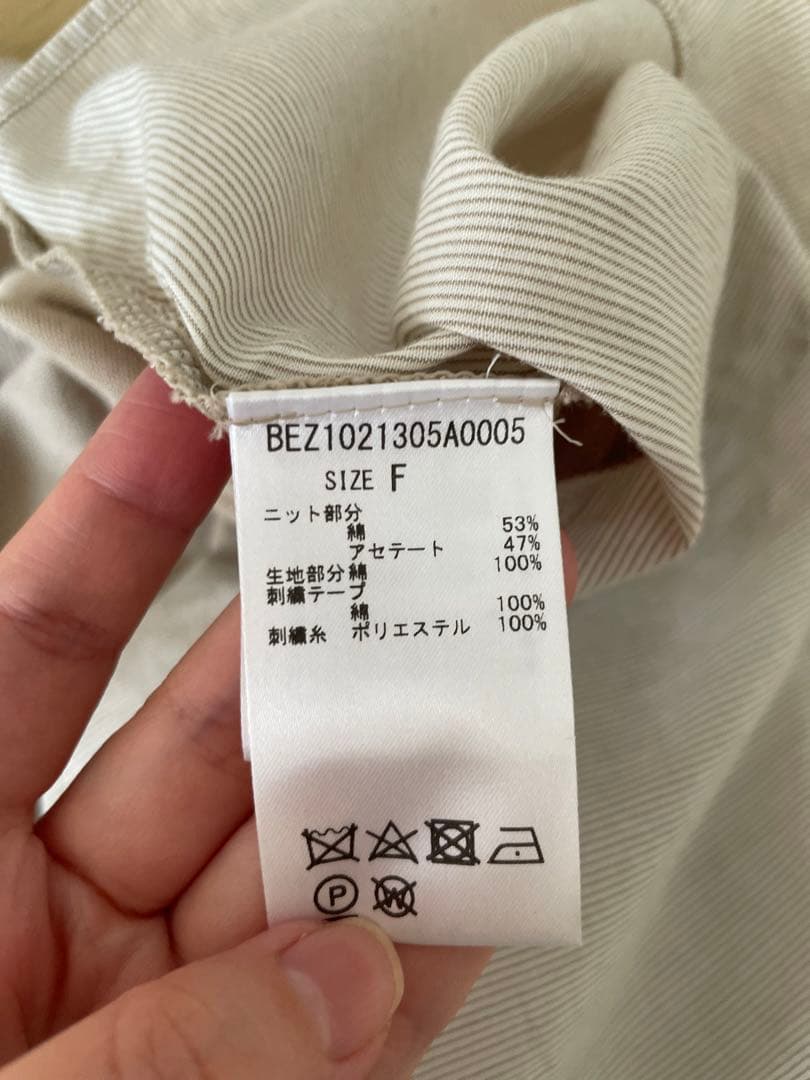 BEZ1021305A0005
SIZE F
ニット部分
綿 53%
アセテート 47%
生地部分 綿 100%
刺繍テープ
綿 100%
刺繍糸 ポリエステル 100%
P W